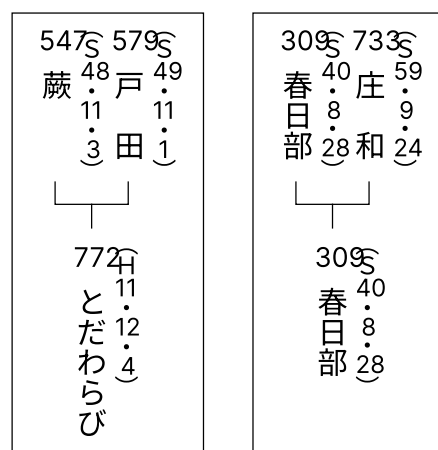 579 戸田 (S49・11・1)
547 蕨 (S48・11・3)
772 とだわらび (H11・12・4)
733 庄和 (S59・9・24)
309 春日部 (S40・8・28)
309 春日部 (S40・8・28)